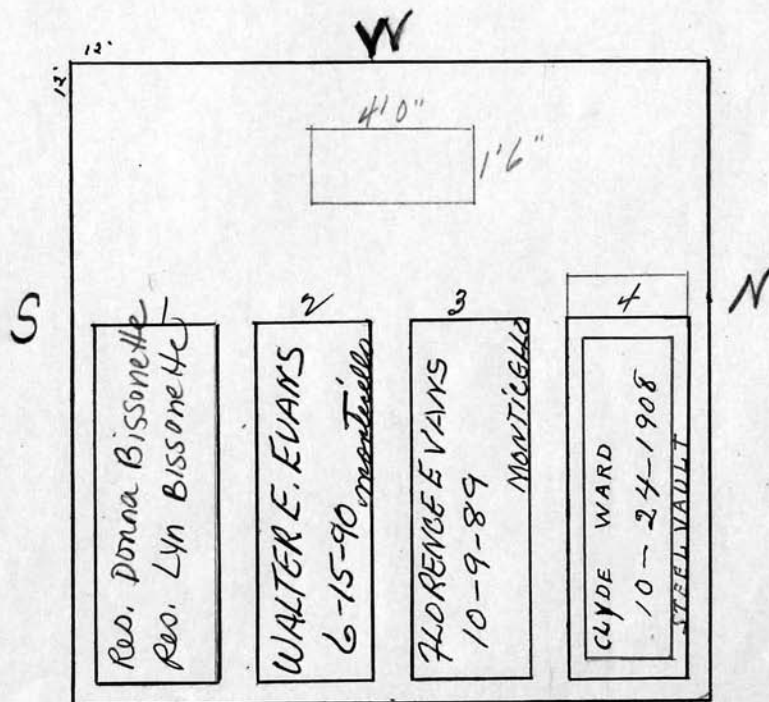 W
12'
12'
4'0"
1'6"
S
N
1
Res. Donna Bissonette
Res. Lyn Bissonette
2
WALTER E. EVANS
6-15-90 Monticello
3
FLORENCE EVANS
10-9-89
MONTICELLO
4
CLYDE WARD
10-24-1908
STEEL VAULT